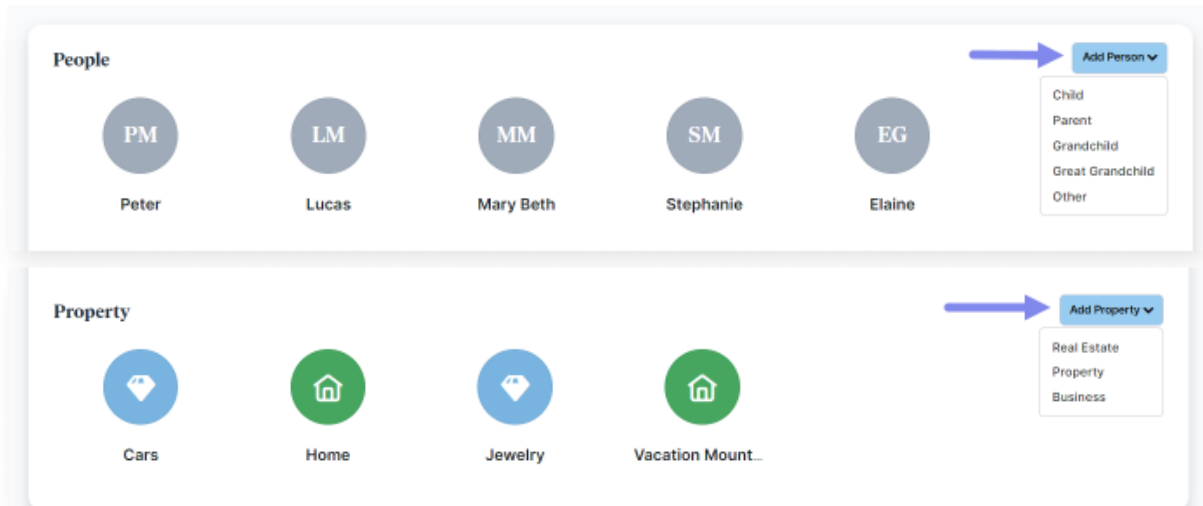 People
Add Person
PM
LM
MM
SM
EG
Peter
Lucas
Mary Beth
Stephanie
Elaine
Child
Parent
Grandchild
Great Grandchild
Other
Property
Add Property
Cars
Home
Jewelry
Vacation Mount...
Real Estate
Property
Business